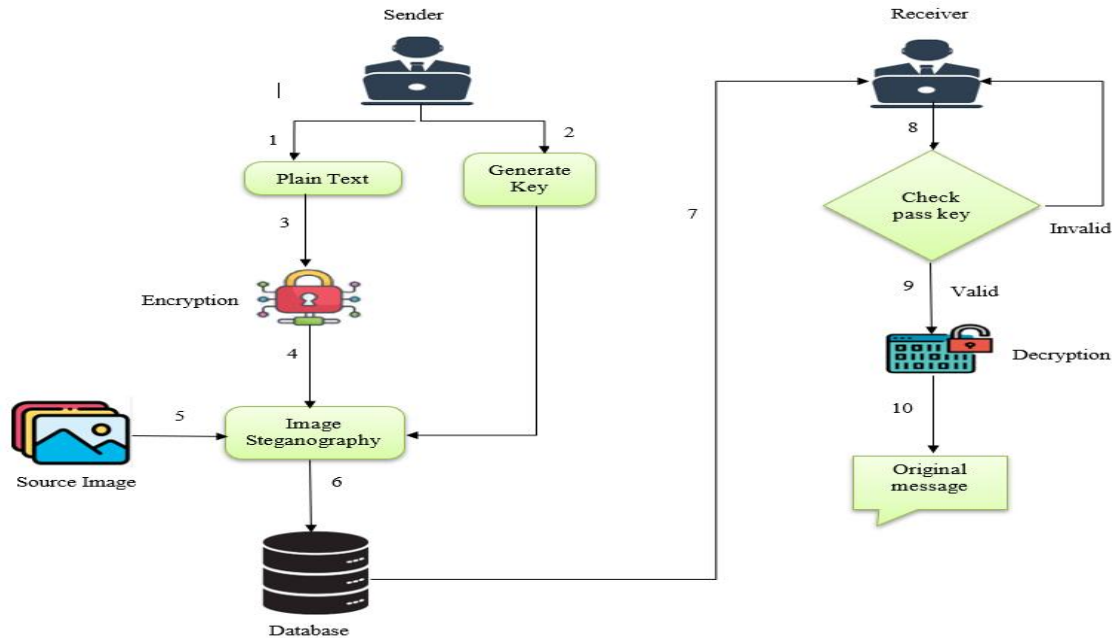 Sender
Receiver
1
2
8
Plain Text
Generate
Key
Check
pass key
3
7
Invalid
Encryption
9
Valid
4
Decryption
5
Image
Steganography
10
Source Image
6
Original
message
Database